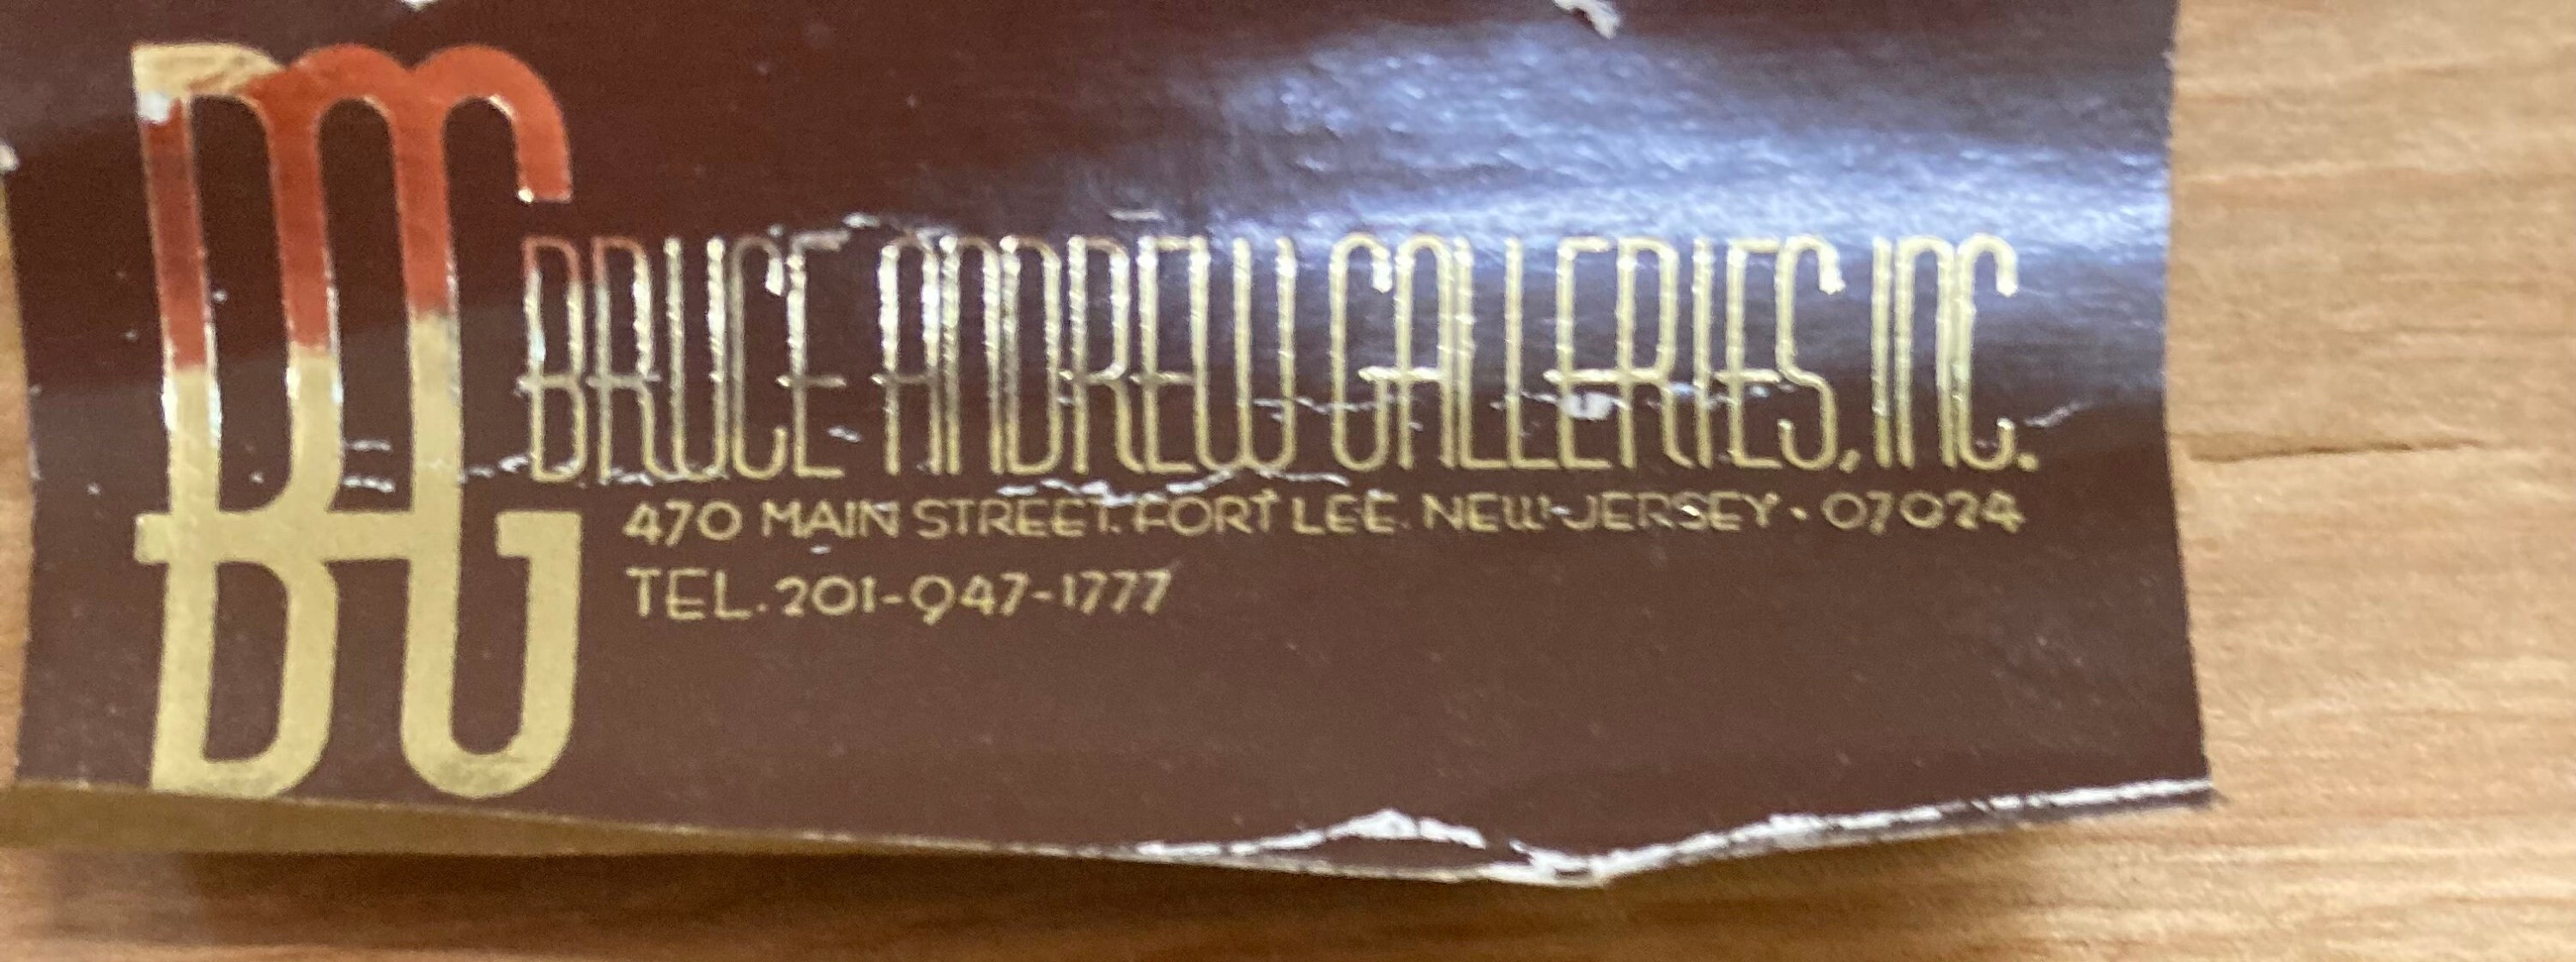 BAG
BRUCE ANDREW GALLERIES, INC.
470 MAIN STREET. FORT LEE. NEW JERSEY • 07024
TEL. 201-947-1777